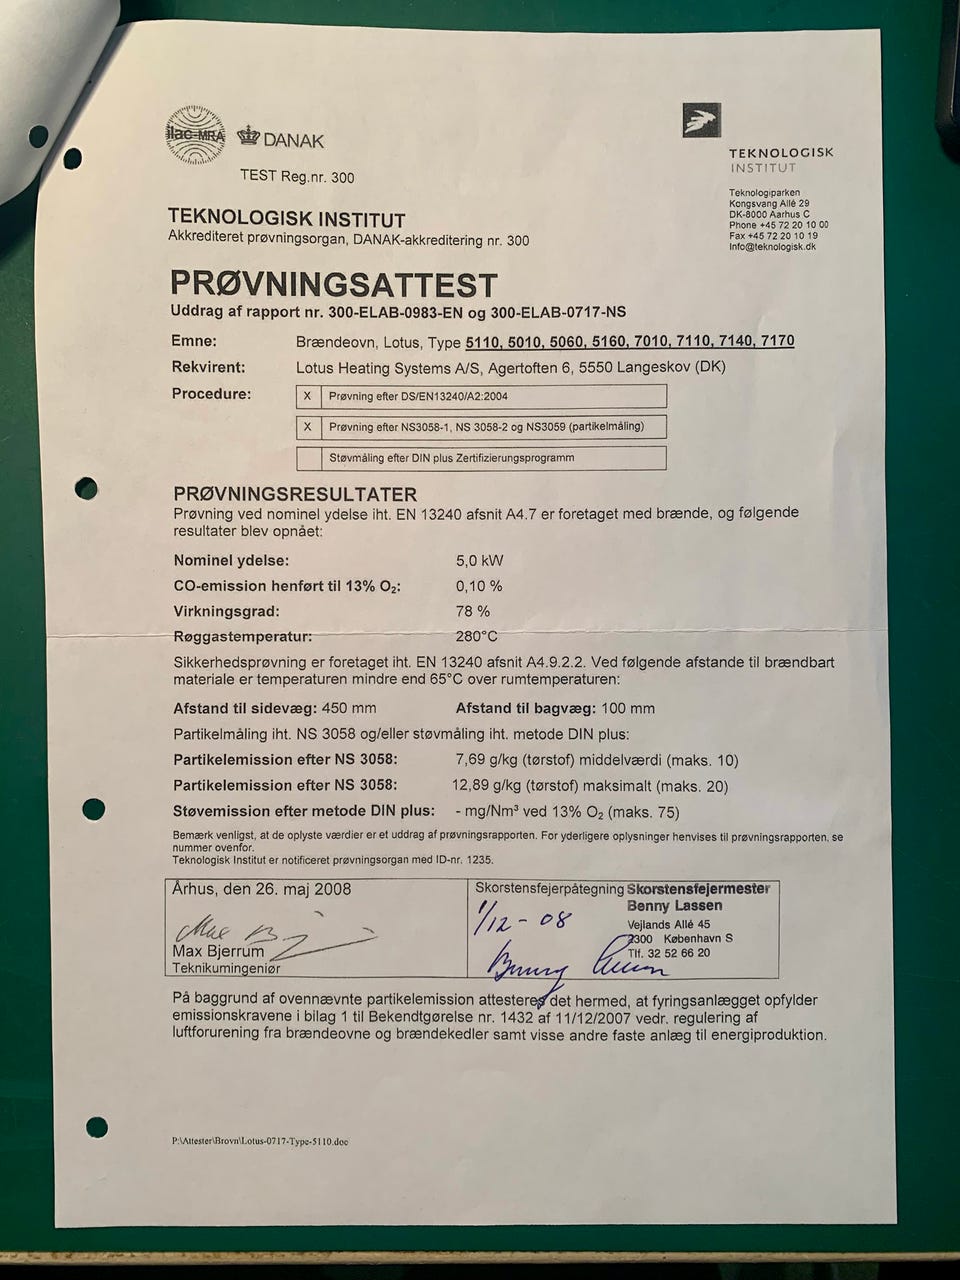 ilac-MRA
DANAK
TEST Reg.nr. 300
TEKNOLOGISK
INSTITUT
Teknologiparken
Kongsvang Allé 29
DK-8000 Aarhus C
Phone +45 72 20 10 00
Fax +45 72 20 10 19
Info@teknologisk.dk
TEKNOLOGISK INSTITUT
Akkrediteret prøvningsorgan, DANAK-akkreditering nr. 300
PRØVNINGSATTEST
Uddrag af rapport nr. 300-ELAB-0983-EN og 300-ELAB-0717-NS
Emne: Brændeovn, Lotus, Type 5110, 5010, 5060, 5160, 7010, 7110, 7140, 7170
Rekvirent: Lotus Heating Systems A/S, Agertoften 6, 5550 Langeskov (DK)
Procedure: X Prøvning efter DS/EN13240/A2:2004
X Prøvning efter NS3058-1, NS 3058-2 og NS3059 (partikelmåling)
Støvmåling efter DIN plus Zertifizierungsprogramm
PRØVNINGSRESULTATER
Prøvning ved nominel ydelse iht. EN 13240 afsnit A4.7 er foretaget med brænde, og følgende
resultater blev opnået:
Nominel ydelse: 5,0 kW
CO-emission henført til 13% O₂: 0,10 %
Virkningsgrad: 78 %
Røggastemperatur: 280°C
Sikkerhedsprøvning er foretaget iht. EN 13240 afsnit A4.9.2.2. Ved følgende afstande til brændbart
materiale er temperaturen mindre end 65°C over rumtemperaturen:
Afstand til sidevæg: 450 mm Afstand til bagvæg: 100 mm
Partikelmåling iht. NS 3058 og/eller støvmåling iht. metode DIN plus:
Partikelemission efter NS 3058: 7,69 g/kg (tørstof) middelværdi (maks. 10)
Partikelemission efter NS 3058: 12,89 g/kg (tørstof) maksimalt (maks. 20)
Støvemission efter metode DIN plus: - mg/Nm³ ved 13% O₂ (maks. 75)
Bemærk venligst, at de oplyste værdier er et uddrag af prøvningsrapporten. For yderligere oplysninger henvises til prøvningsrapporten, se
nummer ovenfor.
Teknologisk Institut er notificeret prøvningsorgan med ID-nr. 1235.
Århus, den 26. maj 2008
Max Bjerrum
Teknikumingeniør
Skorstensfejerpåtegning Skorstensfejermester
Benny Lassen
1/12-08
Vejlands Allé 45
2300 København S
Tlf. 32 52 66 20
Benny Lassen
På baggrund af ovennævnte partikelemission attesteres det hermed, at fyringsanlægget opfylder
emissionskravene i bilag 1 til Bekendtgørelse nr. 1432 af 11/12/2007 vedr. regulering af
luftforurening fra brændeovne og brændekedler samt visse andre faste anlæg til energiproduktion.
P:\Attester\Brovn\Lotus-0717-Type-5110.doc